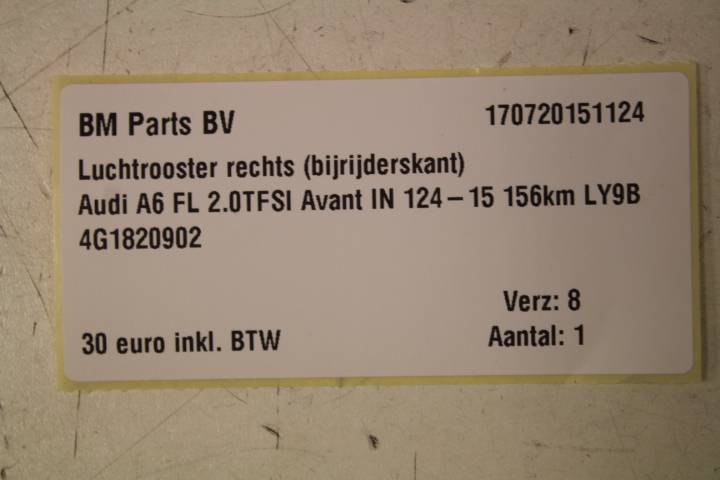 BM Parts BV 170720151124
Luchtrooster rechts (bijrijderskant)
Audi A6 FL 2.0TFSI Avant IN 124-15 156km LY9B
4G1820902
Verz: 8
30 euro inkl. BTW Aantal: 1